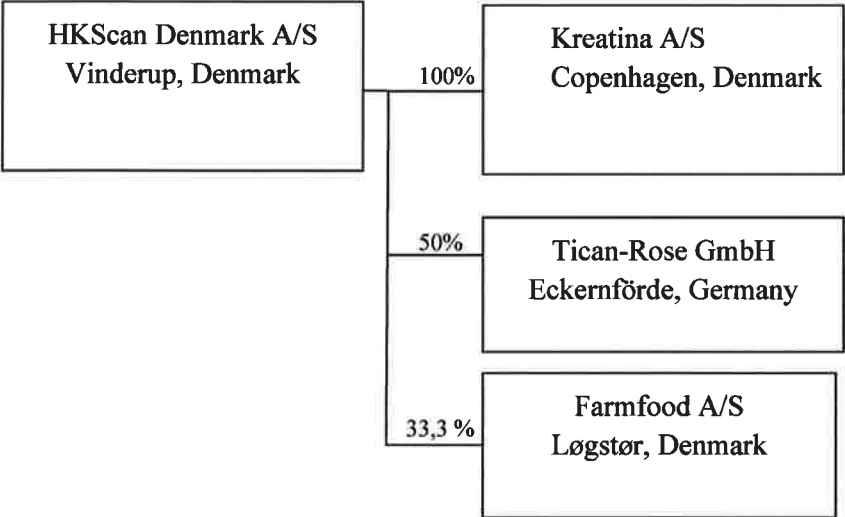 HKScan Denmark A/S
Vinderup, Denmark
100%
Kreatina A/S
Copenhagen, Denmark
50%
Tican-Rose GmbH
Eckernförde, Germany
33,3 %
Farmfood A/S
Løgstør, Denmark